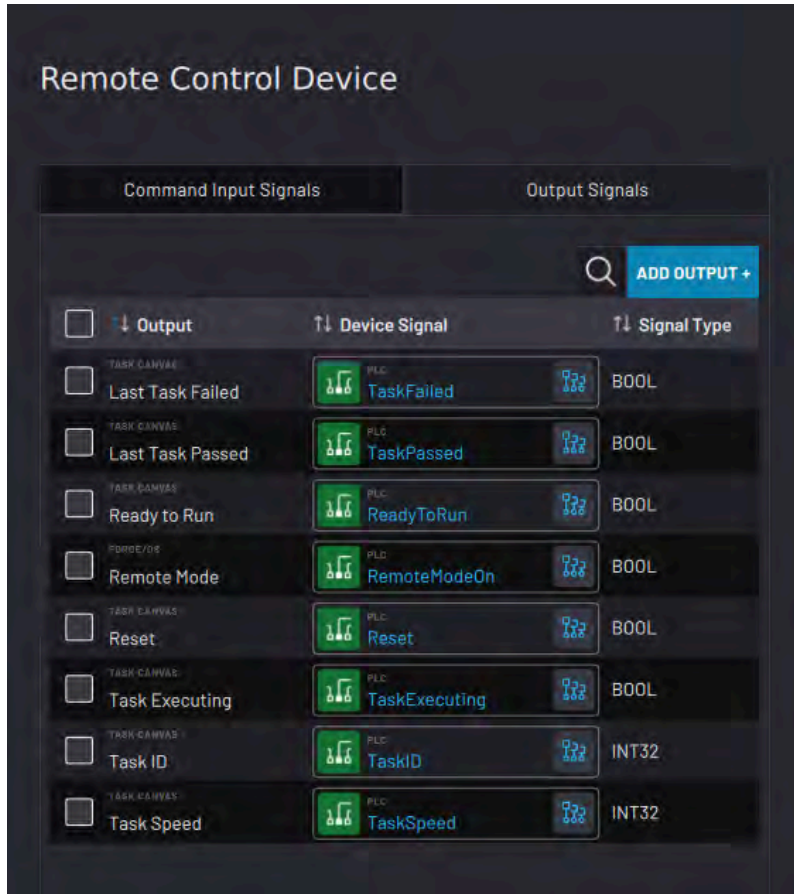 Remote Control Device
Command Input Signals
Output Signals
ADD OUTPUT +
Output
Device Signal
Signal Type
TASK CANVAS
Last Task Failed
PLC
TaskFailed
BOOL
TASK CANVAS
Last Task Passed
PLC
TaskPassed
BOOL
TASK CANVAS
Ready to Run
PLC
ReadyToRun
BOOL
FORGE/OS
Remote Mode
PLC
RemoteModeOn
BOOL
TASK CANVAS
Reset
PLC
Reset
BOOL
TASK CANVAS
Task Executing
PLC
TaskExecuting
BOOL
TASK CANVAS
Task ID
PLC
TaskID
INT32
TASK CANVAS
Task Speed
PLC
TaskSpeed
INT32